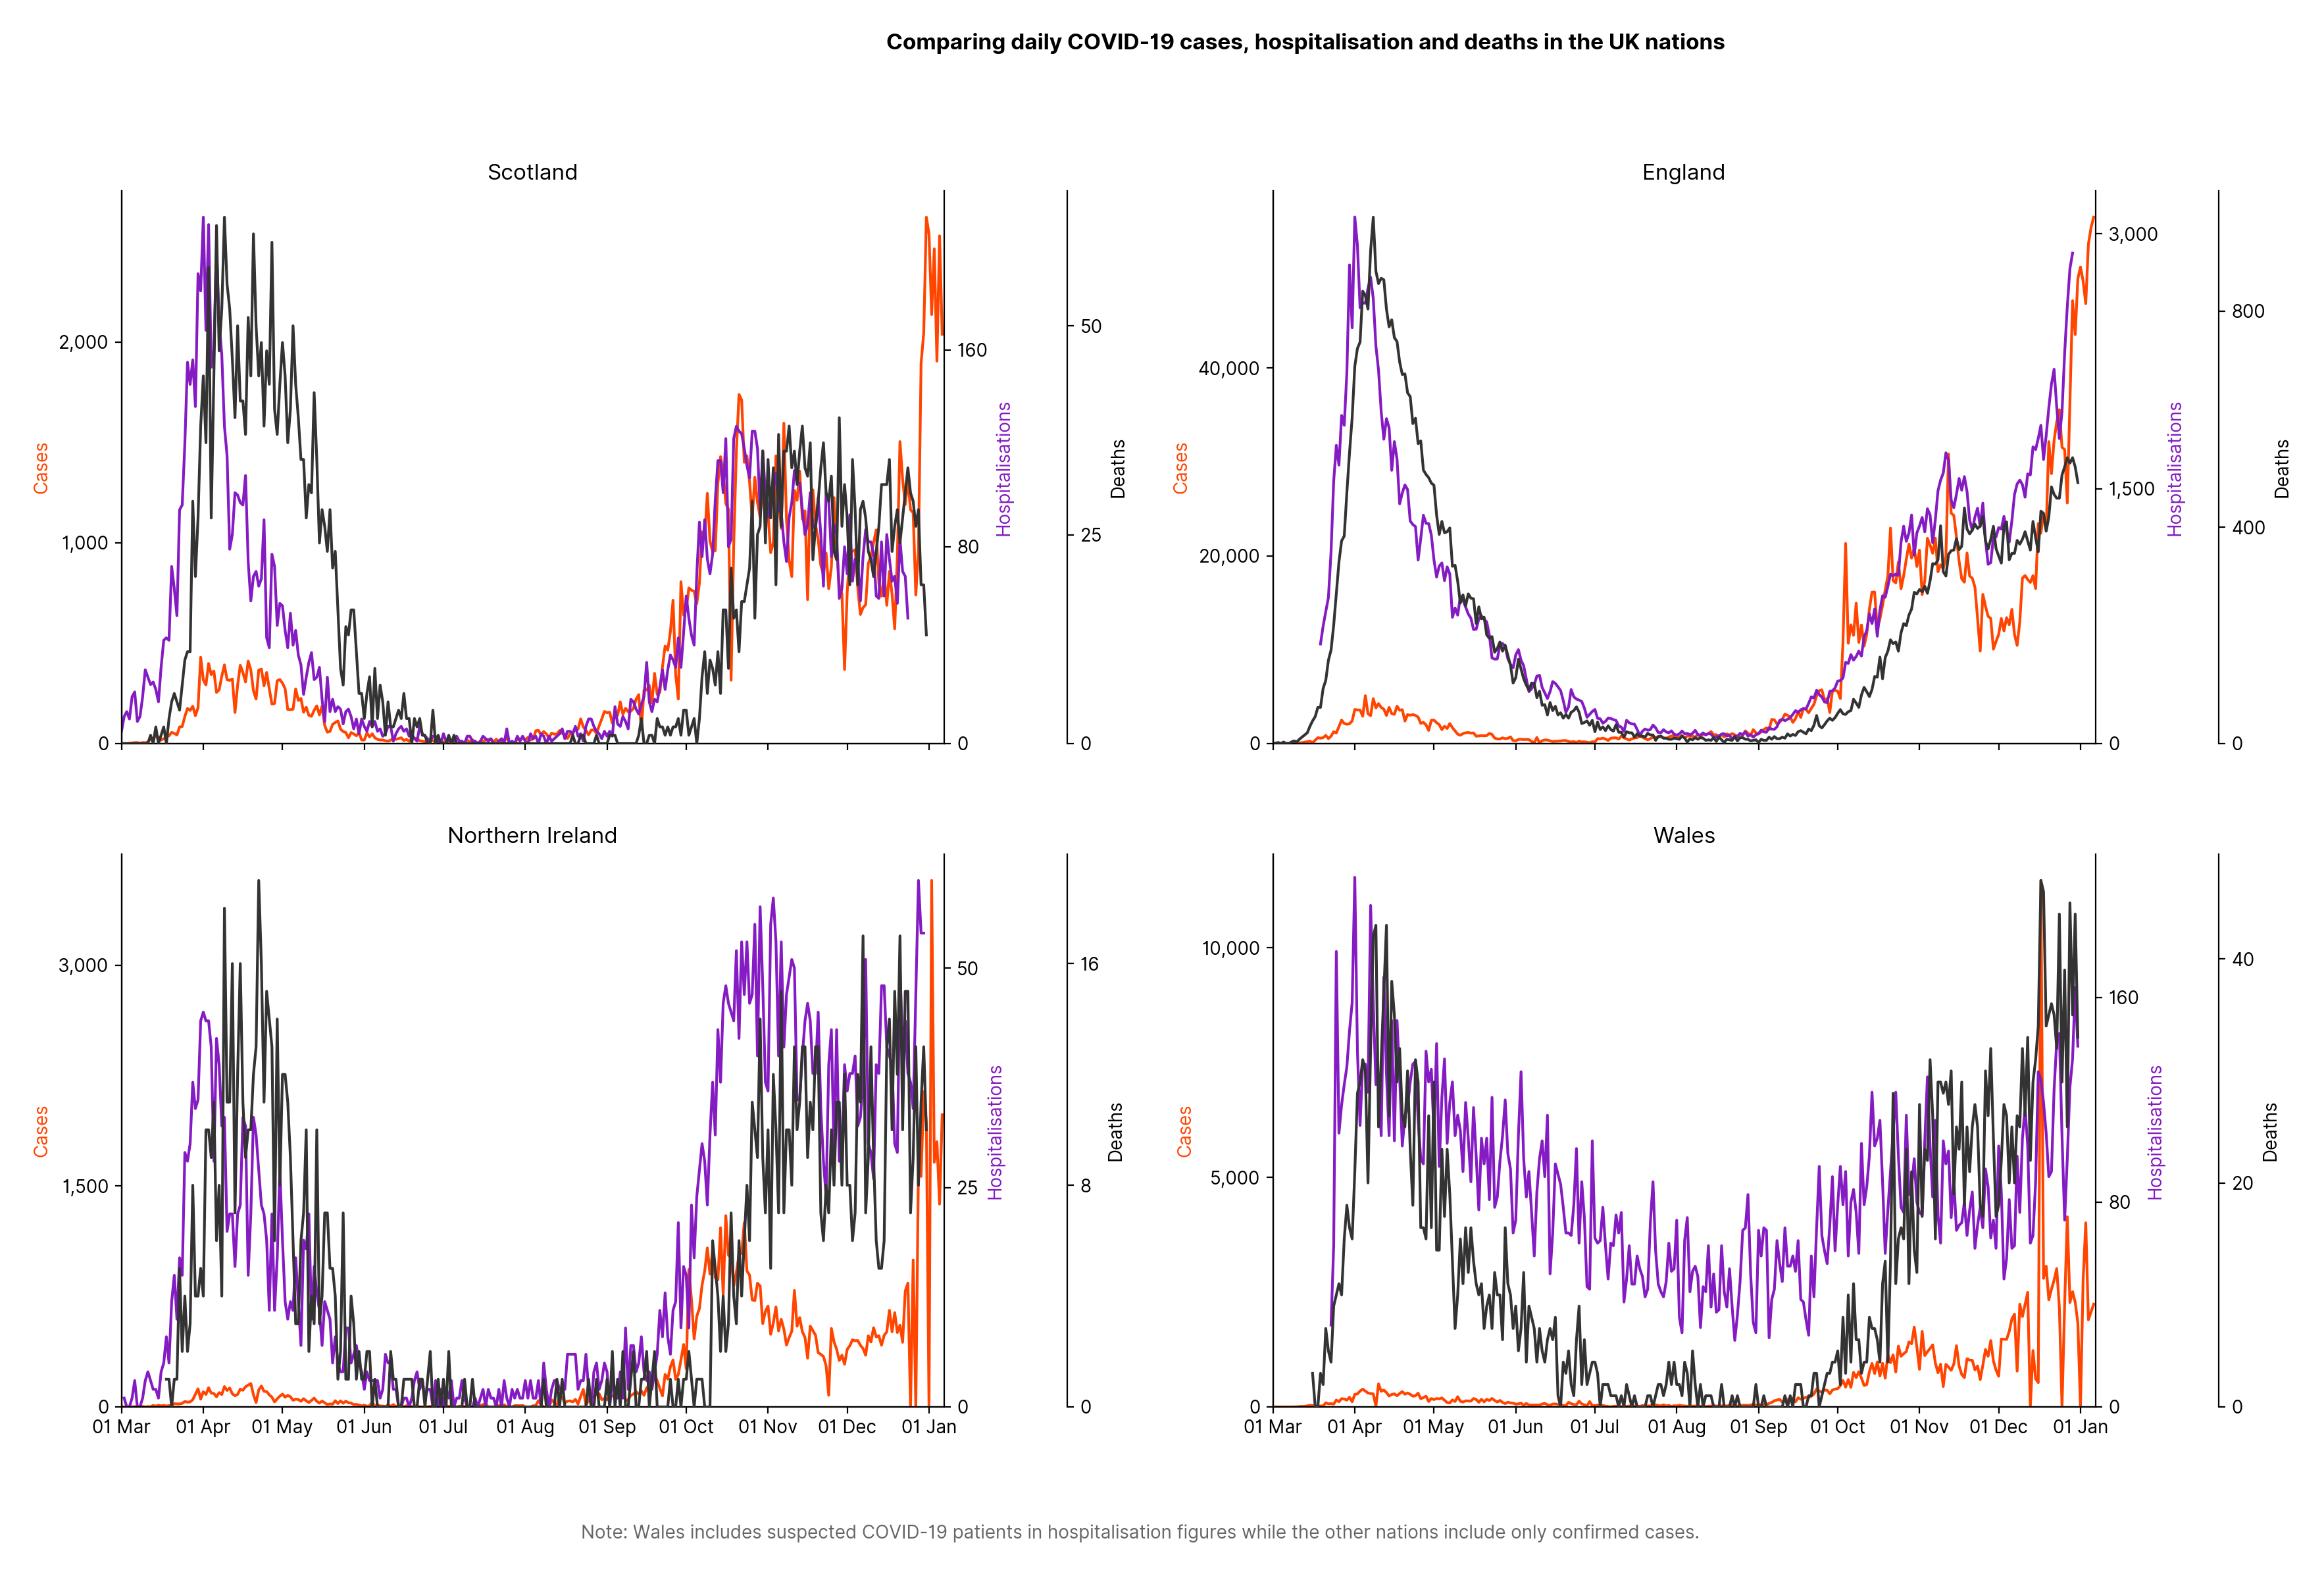 Comparing daily COVID-19 cases, hospitalisation and deaths in the UK nations
Scotland
Cases
2,000
1,000
0
160
80
0
Hospitalisations
50
25
0
Deaths
England
Cases
40,000
20,000
0
3,000
1,500
0
Hospitalisations
800
400
0
Deaths
Northern Ireland
Cases
3,000
1,500
0
50
25
0
Hospitalisations
16
8
0
Deaths
01 Mar 01 Apr 01 May 01 Jun 01 Jul 01 Aug 01 Sep 01 Oct 01 Nov 01 Dec 01 Jan
Wales
Cases
10,000
5,000
0
160
80
0
Hospitalisations
40
20
0
Deaths
01 Mar 01 Apr 01 May 01 Jun 01 Jul 01 Aug 01 Sep 01 Oct 01 Nov 01 Dec 01 Jan
Note: Wales includes suspected COVID-19 patients in hospitalisation figures while the other nations include only confirmed cases.